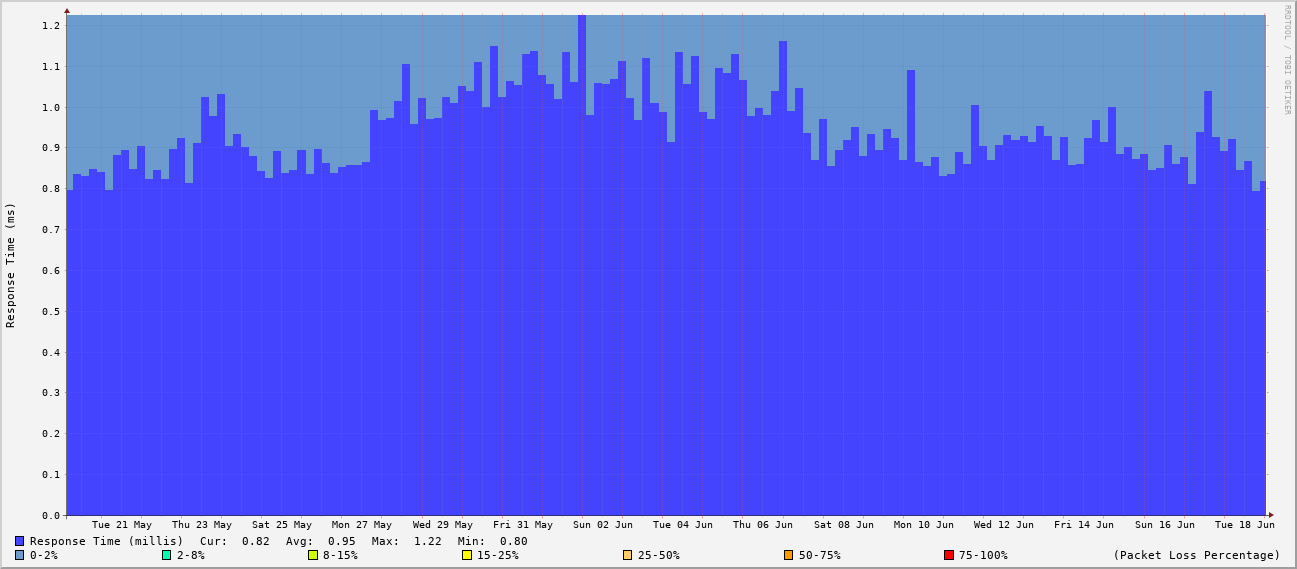 RRDTOOL / TOBI OETIKER
1.2
1.1
1.0
0.9
0.8
0.7
0.6
0.5
0.4
0.3
0.2
0.1
0.0
Response Time (ms)
Tue 21 May Thu 23 May Sat 25 May Mon 27 May Wed 29 May Fri 31 May Sun 02 Jun Tue 04 Jun Thu 06 Jun Sat 08 Jun Mon 10 Jun Wed 12 Jun Fri 14 Jun Sun 16 Jun Tue 18 Jun
Response Time (millis) Cur: 0.82 Avg: 0.95 Max: 1.22 Min: 0.80
0-2% 2-8% 8-15% 15-25% 25-50% 50-75% 75-100% (Packet Loss Percentage)